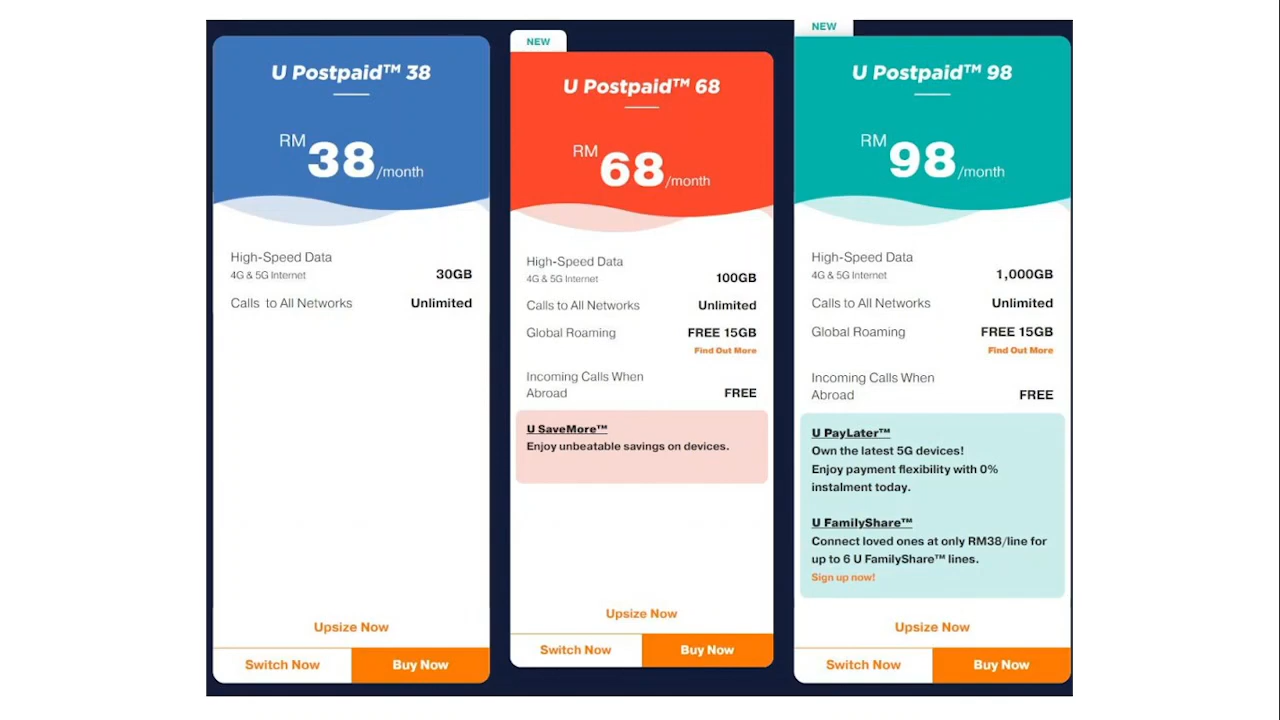 U Postpaid™ 38
RM 38 /month
High-Speed Data
4G & 5G Internet 30GB
Calls to All Networks Unlimited
Upsize Now
Switch Now Buy Now
NEW
U Postpaid™ 68
RM 68 /month
High-Speed Data
4G & 5G Internet 100GB
Calls to All Networks Unlimited
Global Roaming FREE 15GB
Find Out More
Incoming Calls When
Abroad FREE
U SaveMore™
Enjoy unbeatable savings on devices.
Upsize Now
Switch Now Buy Now
NEW
U Postpaid™ 98
RM 98 /month
High-Speed Data
4G & 5G Internet 1,000GB
Calls to All Networks Unlimited
Global Roaming FREE 15GB
Find Out More
Incoming Calls When
Abroad FREE
U PayLater™
Own the latest 5G devices!
Enjoy payment flexibility with 0%
instalment today.
U FamilyShare™
Connect loved ones at only RM38/line for
up to 6 U FamilyShare™ lines.
Sign up now!
Upsize Now
Switch Now Buy Now